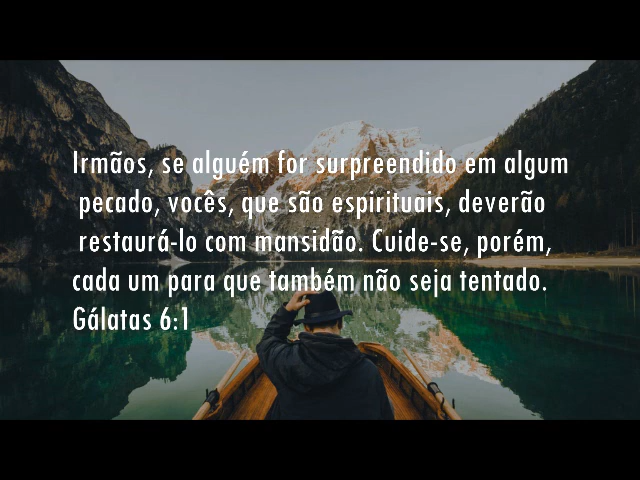 Irmãos, se alguém for surpreendido em algum
pecado, vocês, que são espirituais, deverão
restaurá-lo com mansidão. Cuide-se, porém,
cada um para que também não seja tentado.
Gálatas 6:1